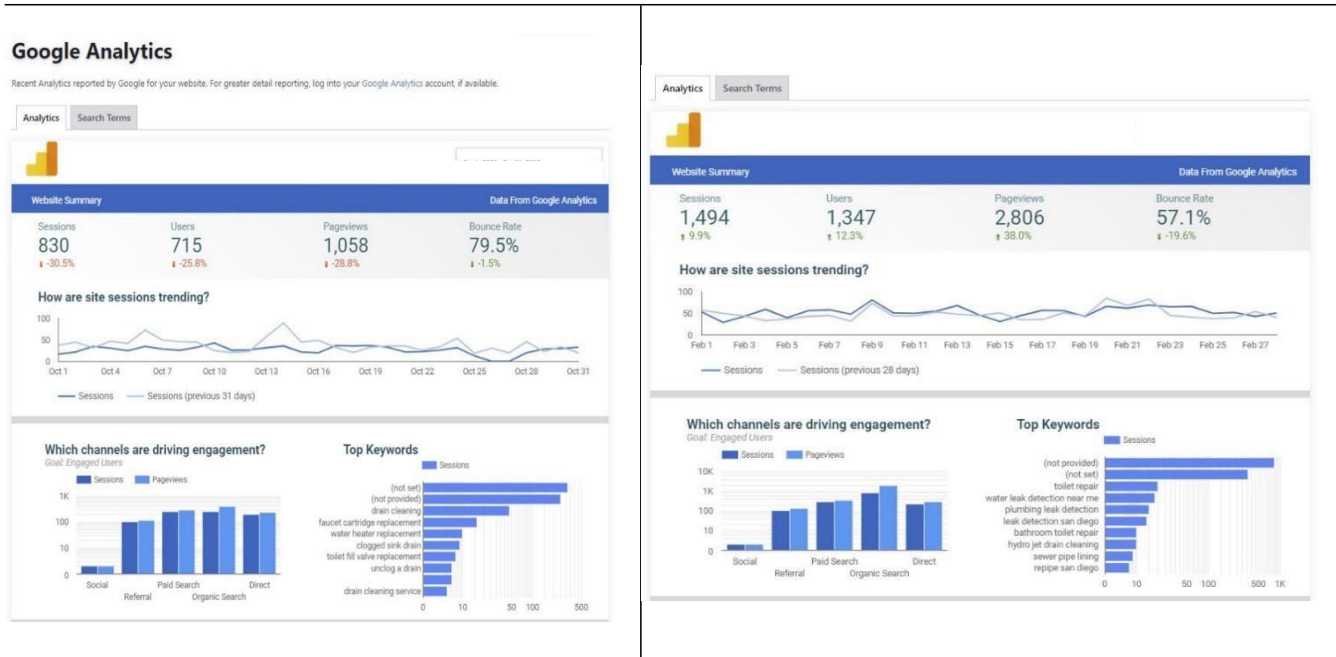 Google Analytics
Recent Analytics reported by Google for your website. For greater detail reporting, log into your Google Analytics account, if available.
Analytics Search Terms
Website Summary Data From Google Analytics
Sessions Users Pageviews Bounce Rate
830 715 1,058 79.5%
-30.5% -25.8% -28.8% -1.5%
How are site sessions trending?
100
50
0
Oct 1 Oct 4 Oct 7 Oct 10 Oct 13 Oct 16 Oct 19 Oct 22 Oct 25 Oct 28 Oct 31
Sessions Sessions (previous 31 days)
Which channels are driving engagement?
Goal: Engaged Users
Sessions Pageviews
1K
100
10
0
Social Paid Search Direct
Referral Organic Search
Top Keywords
Sessions
(not set)
(not provided)
drain cleaning
faucet cartridge replacement
water heater replacement
clogged sink drain
toilet fill valve replacement
unclog a drain
drain cleaning service
0 10 50 100 500
Analytics Search Terms
Website Summary Data From Google Analytics
Sessions Users Pageviews Bounce Rate
1,494 1,347 2,806 57.1%
9.9% 12.3% 38.0% -19.6%
How are site sessions trending?
100
50
0
Feb 1 Feb 3 Feb 5 Feb 7 Feb 9 Feb 11 Feb 13 Feb 15 Feb 17 Feb 19 Feb 21 Feb 23 Feb 25 Feb 27
Sessions Sessions (previous 28 days)
Which channels are driving engagement?
Goal: Engaged Users
Sessions Pageviews
10K
1K
100
10
0
Social Paid Search Direct
Referral Organic Search
Top Keywords
Sessions
(not provided)
(not set)
toilet repair
water leak detection near me
plumbing leak detection
leak detection san diego
bathroom toilet repair
hydro jet drain cleaning
sewer pipe lining
repipe san diego
0 10 50 100 500 1K